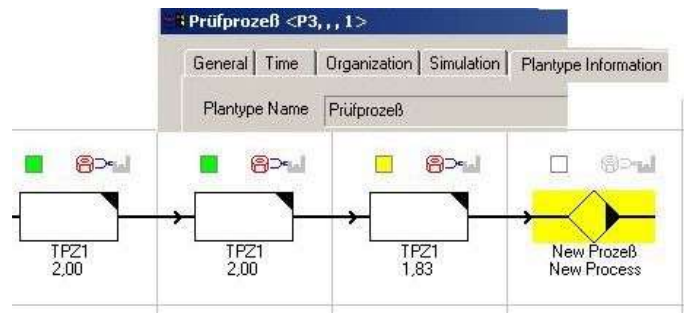 Prüfprozeß <P3, , , 1>
General Time Organization Simulation Plantype Information
Plantype Name Prüfprozeß
TPZ1 TPZ1 TPZ1 New Prozeß
2,00 2,00 1,83 New Process